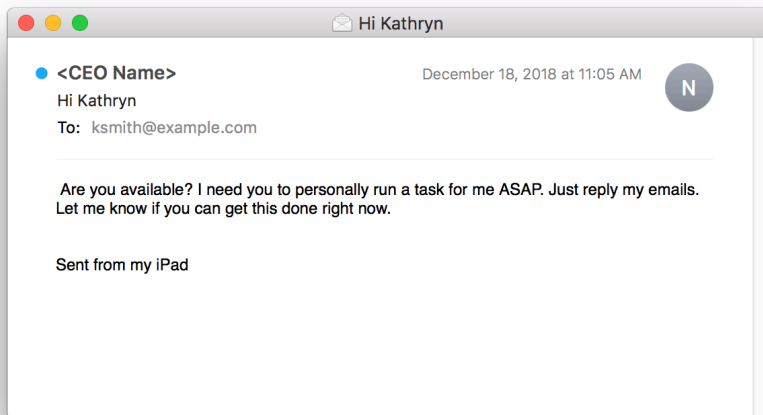 Hi Kathryn
<CEO Name>
December 18, 2018 at 11:05 AM
N
Hi Kathryn
To: ksmith@example.com
Are you available? I need you to personally run a task for me ASAP. Just reply my emails.
Let me know if you can get this done right now.
Sent from my iPad